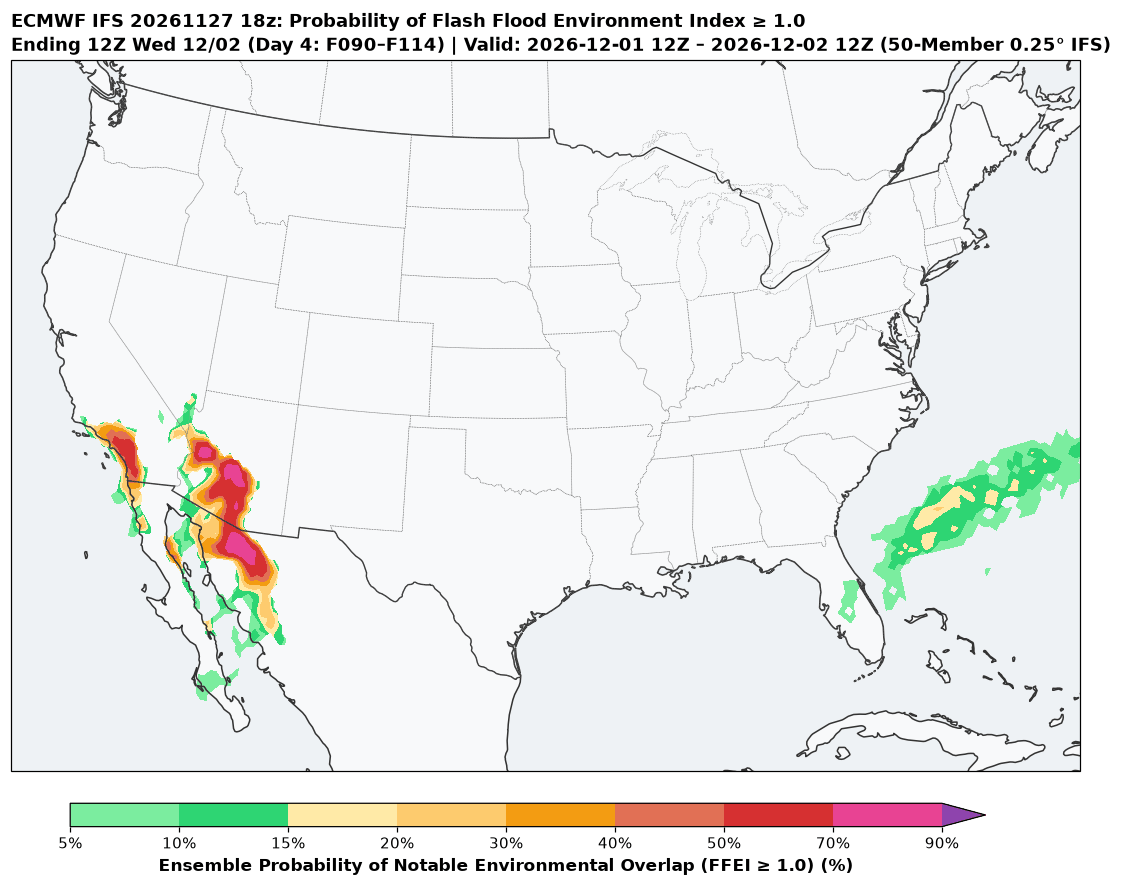 ECMWF IFS 20261127 18z: Probability of Flash Flood Environment Index ≥ 1.0
Ending 12Z Wed 12/02 (Day 4: F090–F114) | Valid: 2026-12-01 12Z – 2026-12-02 12Z (50-Member 0.25° IFS)
5% 10% 15% 20% 30% 40% 50% 70% 90%
Ensemble Probability of Notable Environmental Overlap (FFEI ≥ 1.0) (%)